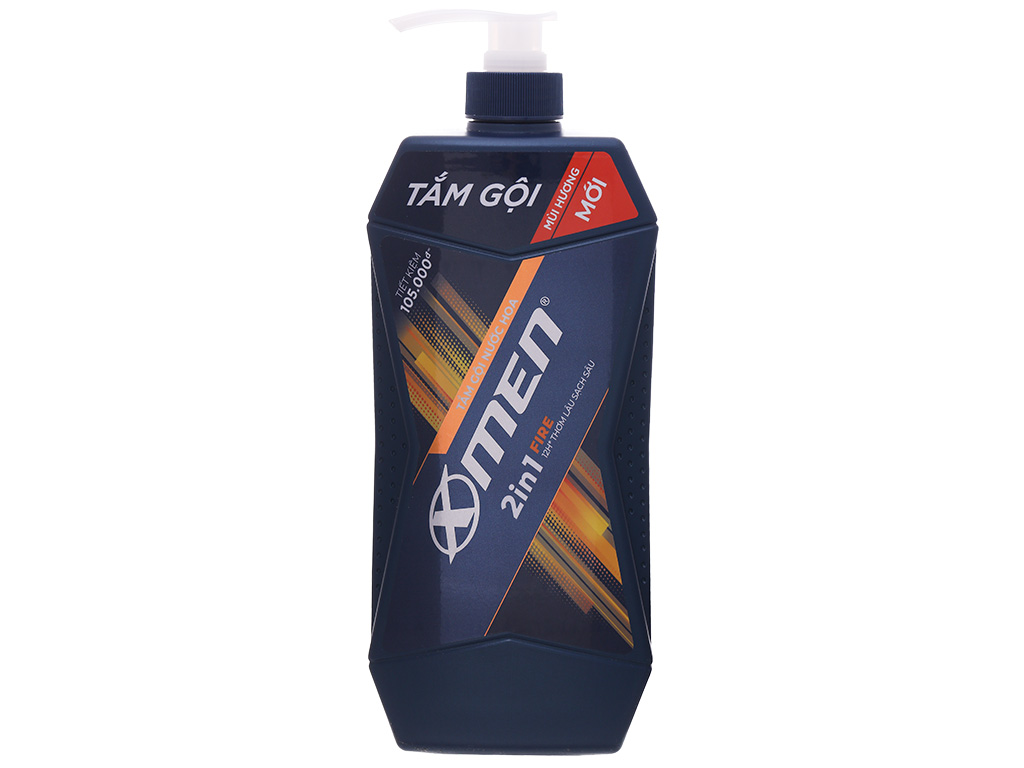 TẮM GỘI
MÙI HƯƠNG
MỚI
TIẾT KIỆM
105.000đ**
TẮM GỘI NƯỚC HOA
XMEN®
2in1 FIRE
12H* THƠM LÂU SẠCH SÂU